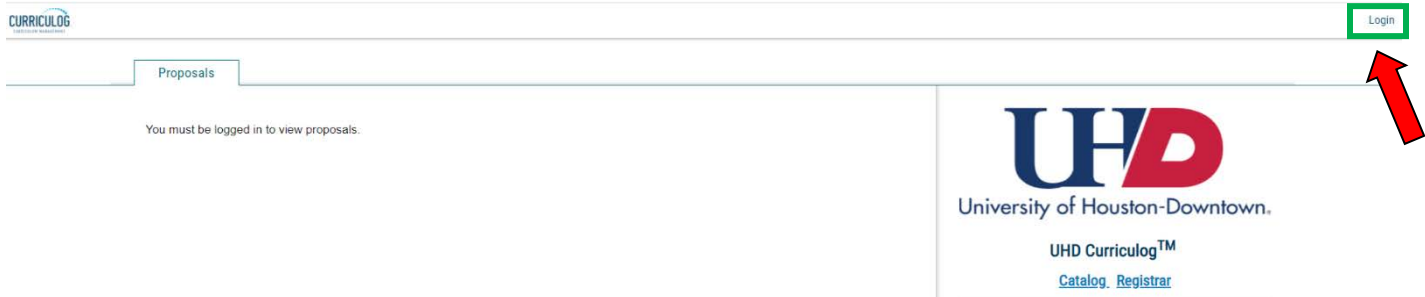 CURRICULOG
Login
Proposals
You must be logged in to view proposals.
UHD
University of Houston-Downtown.
UHD Curriculog™
Catalog Registrar